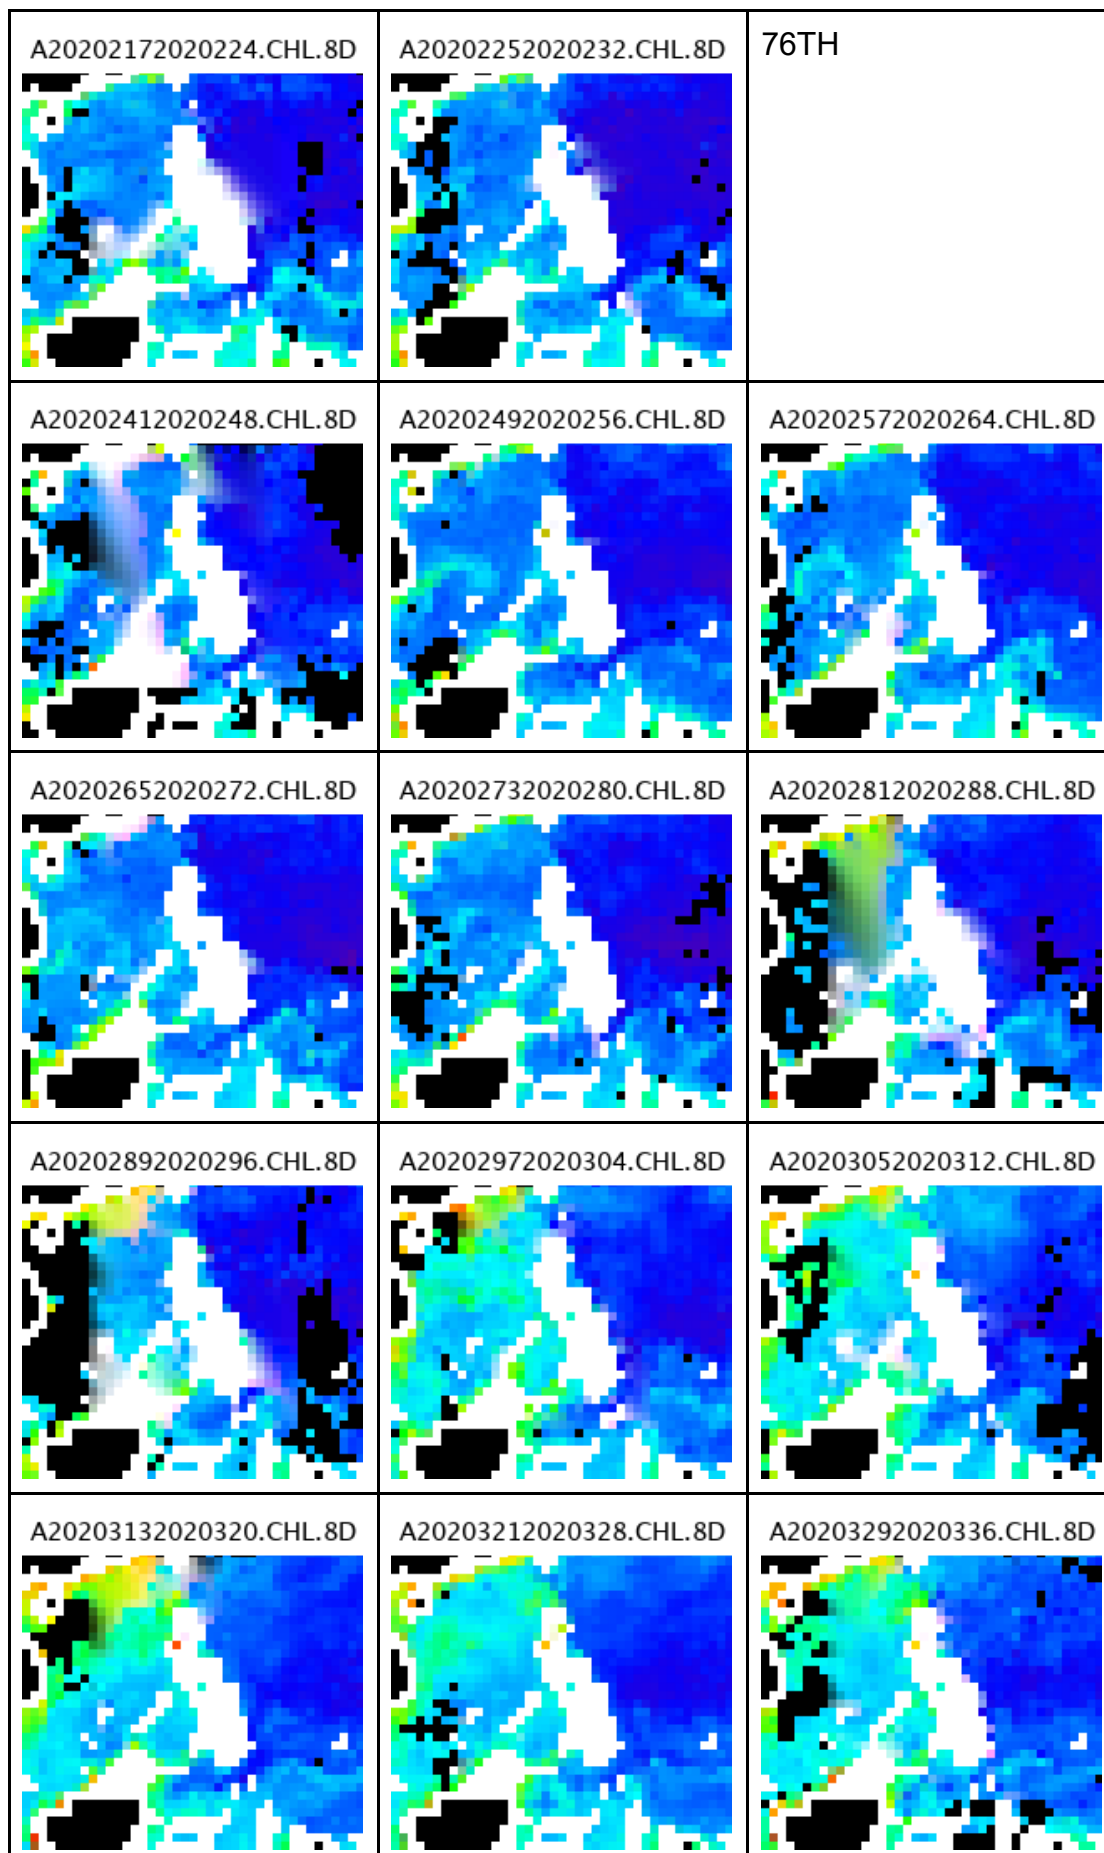 A20202172020224.CHL.8D
A20202252020232.CHL.8D
76TH
A20202412020248.CHL.8D
A20202492020256.CHL.8D
A20202572020264.CHL.8D
A20202652020272.CHL.8D
A20202732020280.CHL.8D
A20202812020288.CHL.8D
A20202892020296.CHL.8D
A20202972020304.CHL.8D
A20203052020312.CHL.8D
A20203132020320.CHL.8D
A20203212020328.CHL.8D
A20203292020336.CHL.8D